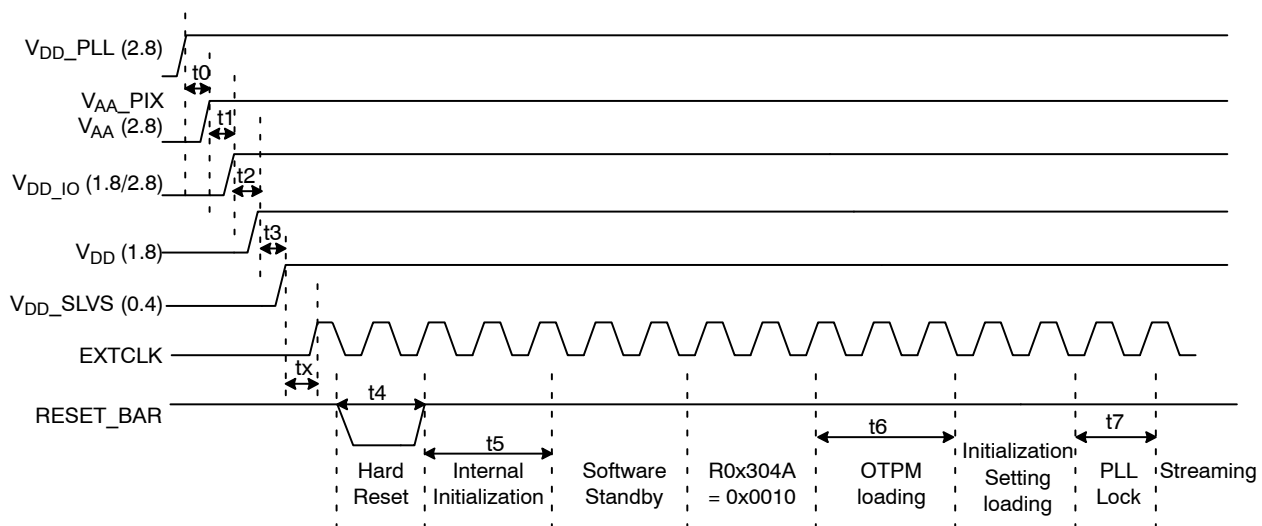 VDD_PLL (2.8)
t0
VAA_PIX
VAA (2.8)
t1
VDD_IO (1.8/2.8)
t2
VDD (1.8)
t3
VDD_SLVS (0.4)
EXTCLK
tx
RESET_BAR
t4
t5
t6
t7
Hard
Reset
Internal
Initialization
Software
Standby
R0x304A
= 0x0010
OTPM
loading
Initialization
Setting
loading
PLL
Lock
Streaming